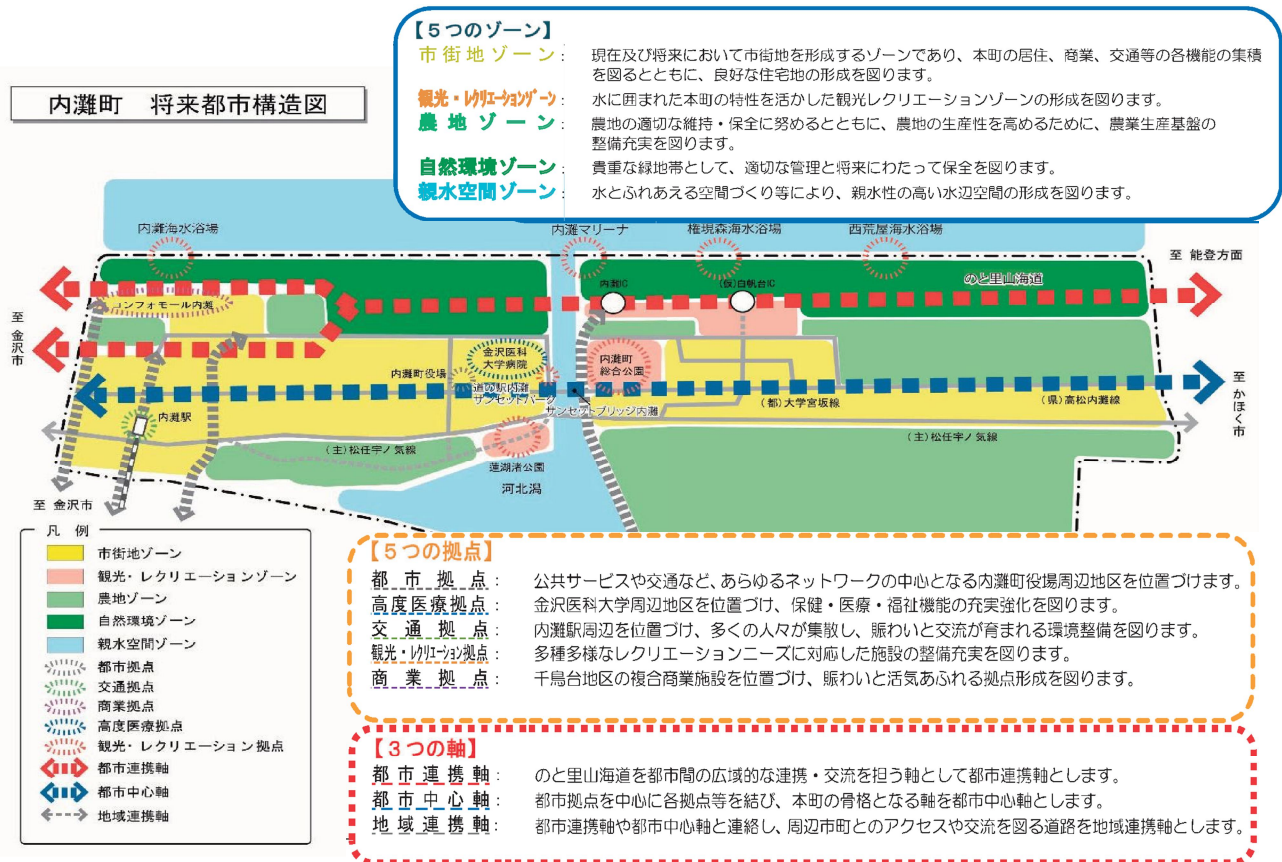 内灘町 将来都市構造図
【5つのゾーン】
市街地ゾーン： 現在及び将来において市街地を形成するゾーンであり、本町の居住、商業、交通等の各機能の集積
を図るとともに、良好な住宅地の形成を図ります。
観光・レクリエーションゾーン： 水に囲まれた本町の特性を活かした観光レクリエーションゾーンの形成を図ります。
農地ゾーン： 農地の適切な維持・保全に努めるとともに、農地の生産性を高めるために、農業生産基盤の
整備充実を図ります。
自然環境ゾーン： 貴重な緑地帯として、適切な管理と将来にわたって保全を図ります。
親水空間ゾーン： 水とふれあえる空間づくり等により、親水性の高い水辺空間の形成を図ります。
内灘海水浴場
内灘マリーナ
権現森海水浴場
西荒屋海水浴場
至 能登方面
のと里山海道
内灘IC
(仮)白帆台IC
コンフォモール内灘
至 金沢市
金沢医科
大学病院
内灘町
総合公園
内灘町役場
道の駅内灘
サンセットパーク
サンセットブリッジ内灘
(都)大学宮坂線
(県)高松内灘線
至 かほく市
内灘駅
(主)松任宇ノ気線
(主)松任宇ノ気線
蓮湖渚公園
河北潟
至 金沢市
凡 例
市街地ゾーン
観光・レクリエーションゾーン
農地ゾーン
自然環境ゾーン
親水空間ゾーン
都市拠点
交通拠点
商業拠点
高度医療拠点
観光・レクリエーション拠点
都市連携軸
都市中心軸
地域連携軸
【5つの拠点】
都市拠点： 公共サービスや交通など、あらゆるネットワークの中心となる内灘町役場周辺地区を位置づけます。
高度医療拠点： 金沢医科大学周辺地区を位置づけ、保健・医療・福祉機能の充実強化を図ります。
交通拠点： 内灘駅周辺を位置づけ、多くの人々が集散し、賑わいと交流が育まれる環境整備を図ります。
観光・レクリエーション拠点： 多種多様なレクリエーションニーズに対応した施設の整備充実を図ります。
商業拠点： 千鳥台地区の複合商業施設を位置づけ、賑わいと活気あふれる拠点形成を図ります。
【3つの軸】
都市連携軸： のと里山海道を都市間の広域的な連携・交流を担う軸として都市連携軸とします。
都市中心軸： 都市拠点を中心に各拠点等を結び、本町の骨格となる軸を都市中心軸とします。
地域連携軸： 都市連携軸や都市中心軸と連絡し、周辺市町とのアクセスや交流を図る道路を地域連携軸とします。